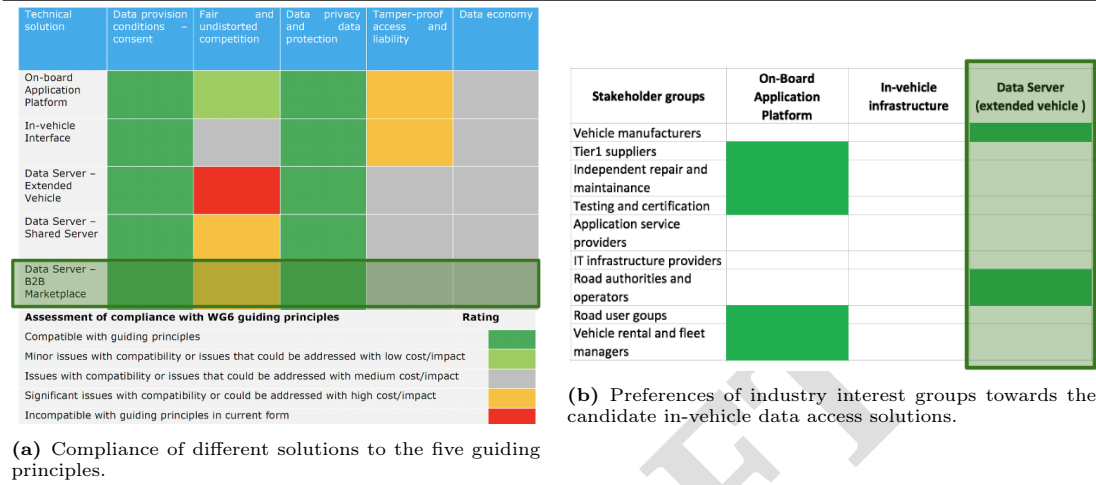 Technical solution
Data provision conditions – consent
Fair and undistorted competition
Data privacy and data protection
Tamper-proof access and liability
Data economy
On-board
Application
Platform
In-vehicle
Interface
Data Server –
Extended
Vehicle
Data Server –
Shared Server
Data Server –
B2B
Marketplace
Assessment of compliance with WG6 guiding principles Rating
Compatible with guiding principles
Minor issues with compatibility or issues that could be addressed with low cost/impact
Issues with compatibility or issues that could be addressed with medium cost/impact
Significant issues with compatibility or could be addressed with high cost/impact
Incompatible with guiding principles in current form
(a) Compliance of different solutions to the five guiding
principles.
Stakeholder groups
On-Board
Application
Platform
In-vehicle
infrastructure
Data Server
(extended vehicle )
Vehicle manufacturers
Tier1 suppliers
Independent repair and
maintainance
Testing and certification
Application service
providers
IT infrastructure providers
Road authorities and
operators
Road user goups
Vehicle rental and fleet
managers
(b) Preferences of industry interest groups towards the
candidate in-vehicle data access solutions.